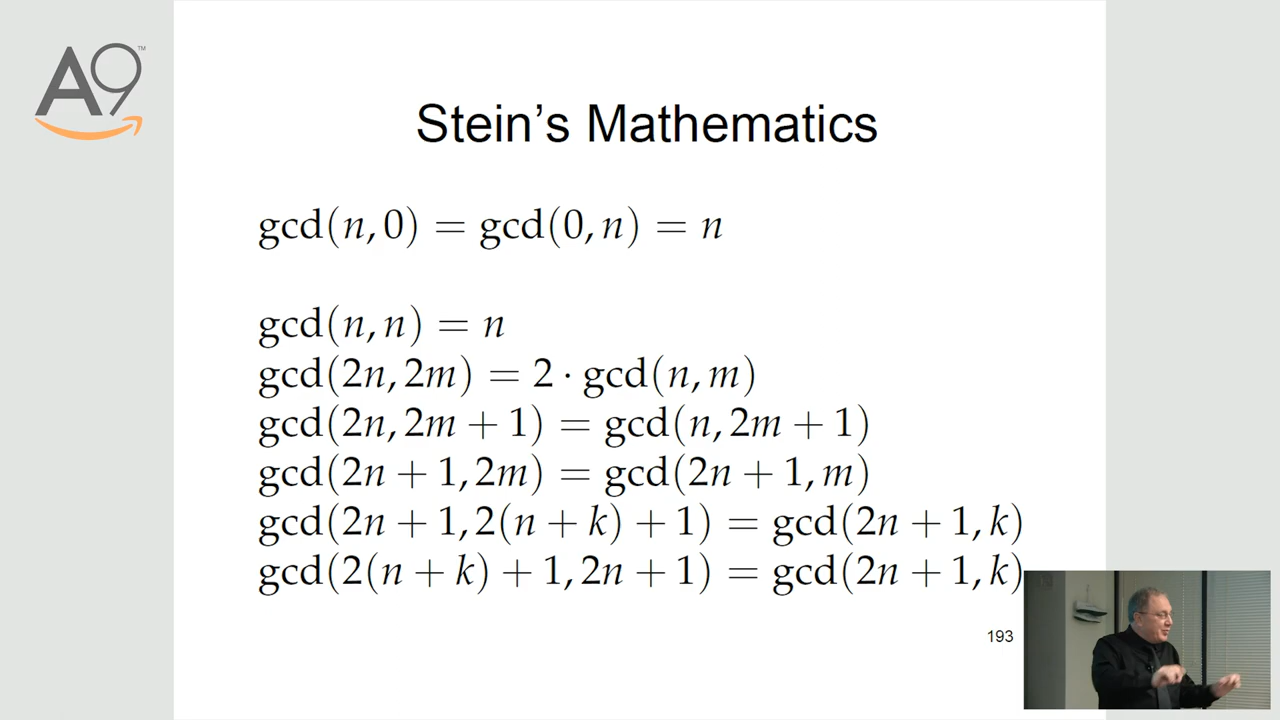 A9™
Stein's Mathematics
gcd(n, 0) = gcd(0, n) = n
gcd(n, n) = n
gcd(2n, 2m) = 2 · gcd(n, m)
gcd(2n, 2m + 1) = gcd(n, 2m + 1)
gcd(2n + 1, 2m) = gcd(2n + 1, m)
gcd(2n + 1, 2(n + k) + 1) = gcd(2n + 1, k)
gcd(2(n + k) + 1, 2n + 1) = gcd(2n + 1, k)
193